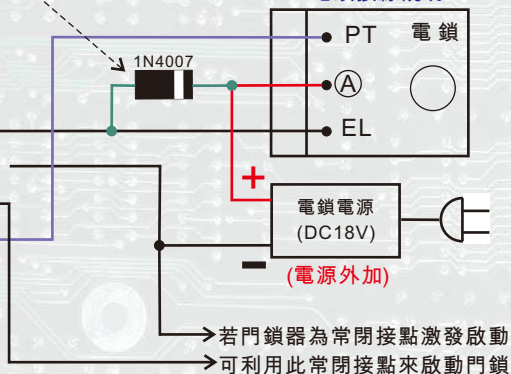 PT 電鎖
1N4007
Ⓐ
EL
+
電鎖電源
(DC18V)
(電源外加)
若門鎖器為常閉接點激發啟動
可利用此常閉接點來啟動門鎖